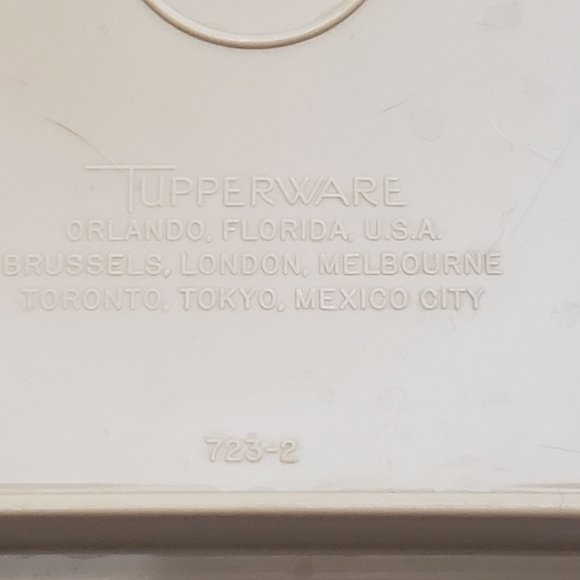 TUPPERWARE
ORLANDO, FLORIDA, U.S.A.
BRUSSELS, LONDON, MELBOURNE
TORONTO, TOKYO, MEXICO CITY
723-2